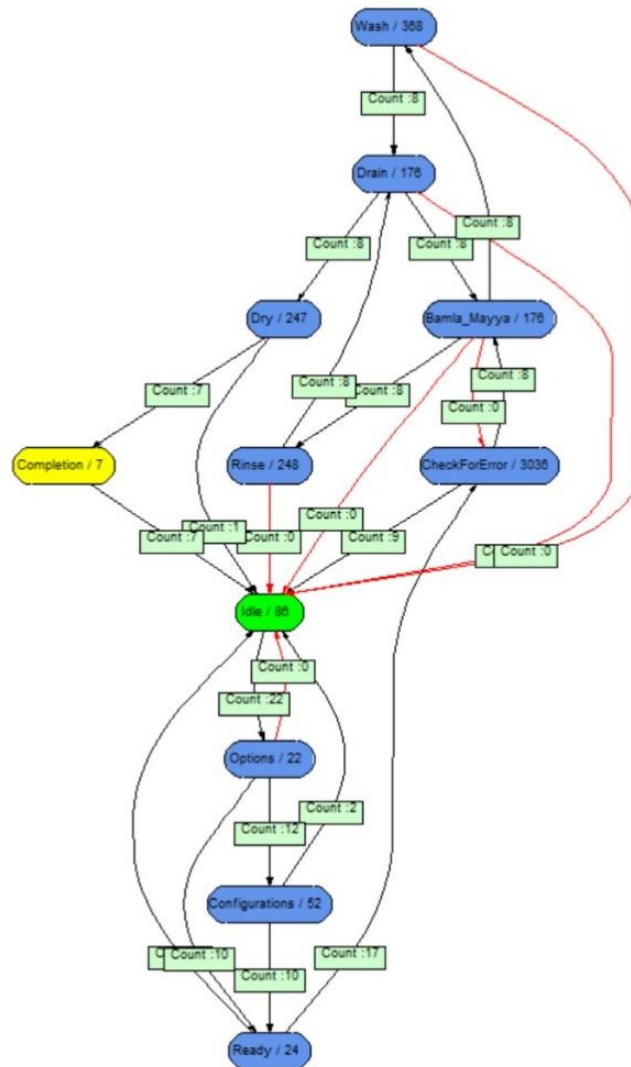 Wash / 368
Count :8
Drain / 176
Count :8
Count :8
Count :8
Dry / 247
Bamla_Mayya / 176
Count :7
Count :8
Count :8
Count :8
Count :0
Completion / 7
Rinse / 248
CheckForError / 3036
Count :7
Count :1
Count :0
Count :0
Count :9
Count :0
Idle / 86
Count :0
Count :22
Options / 22
Count :12
Count :2
Configurations / 52
Count :10
Count :10
Count :17
Ready / 24